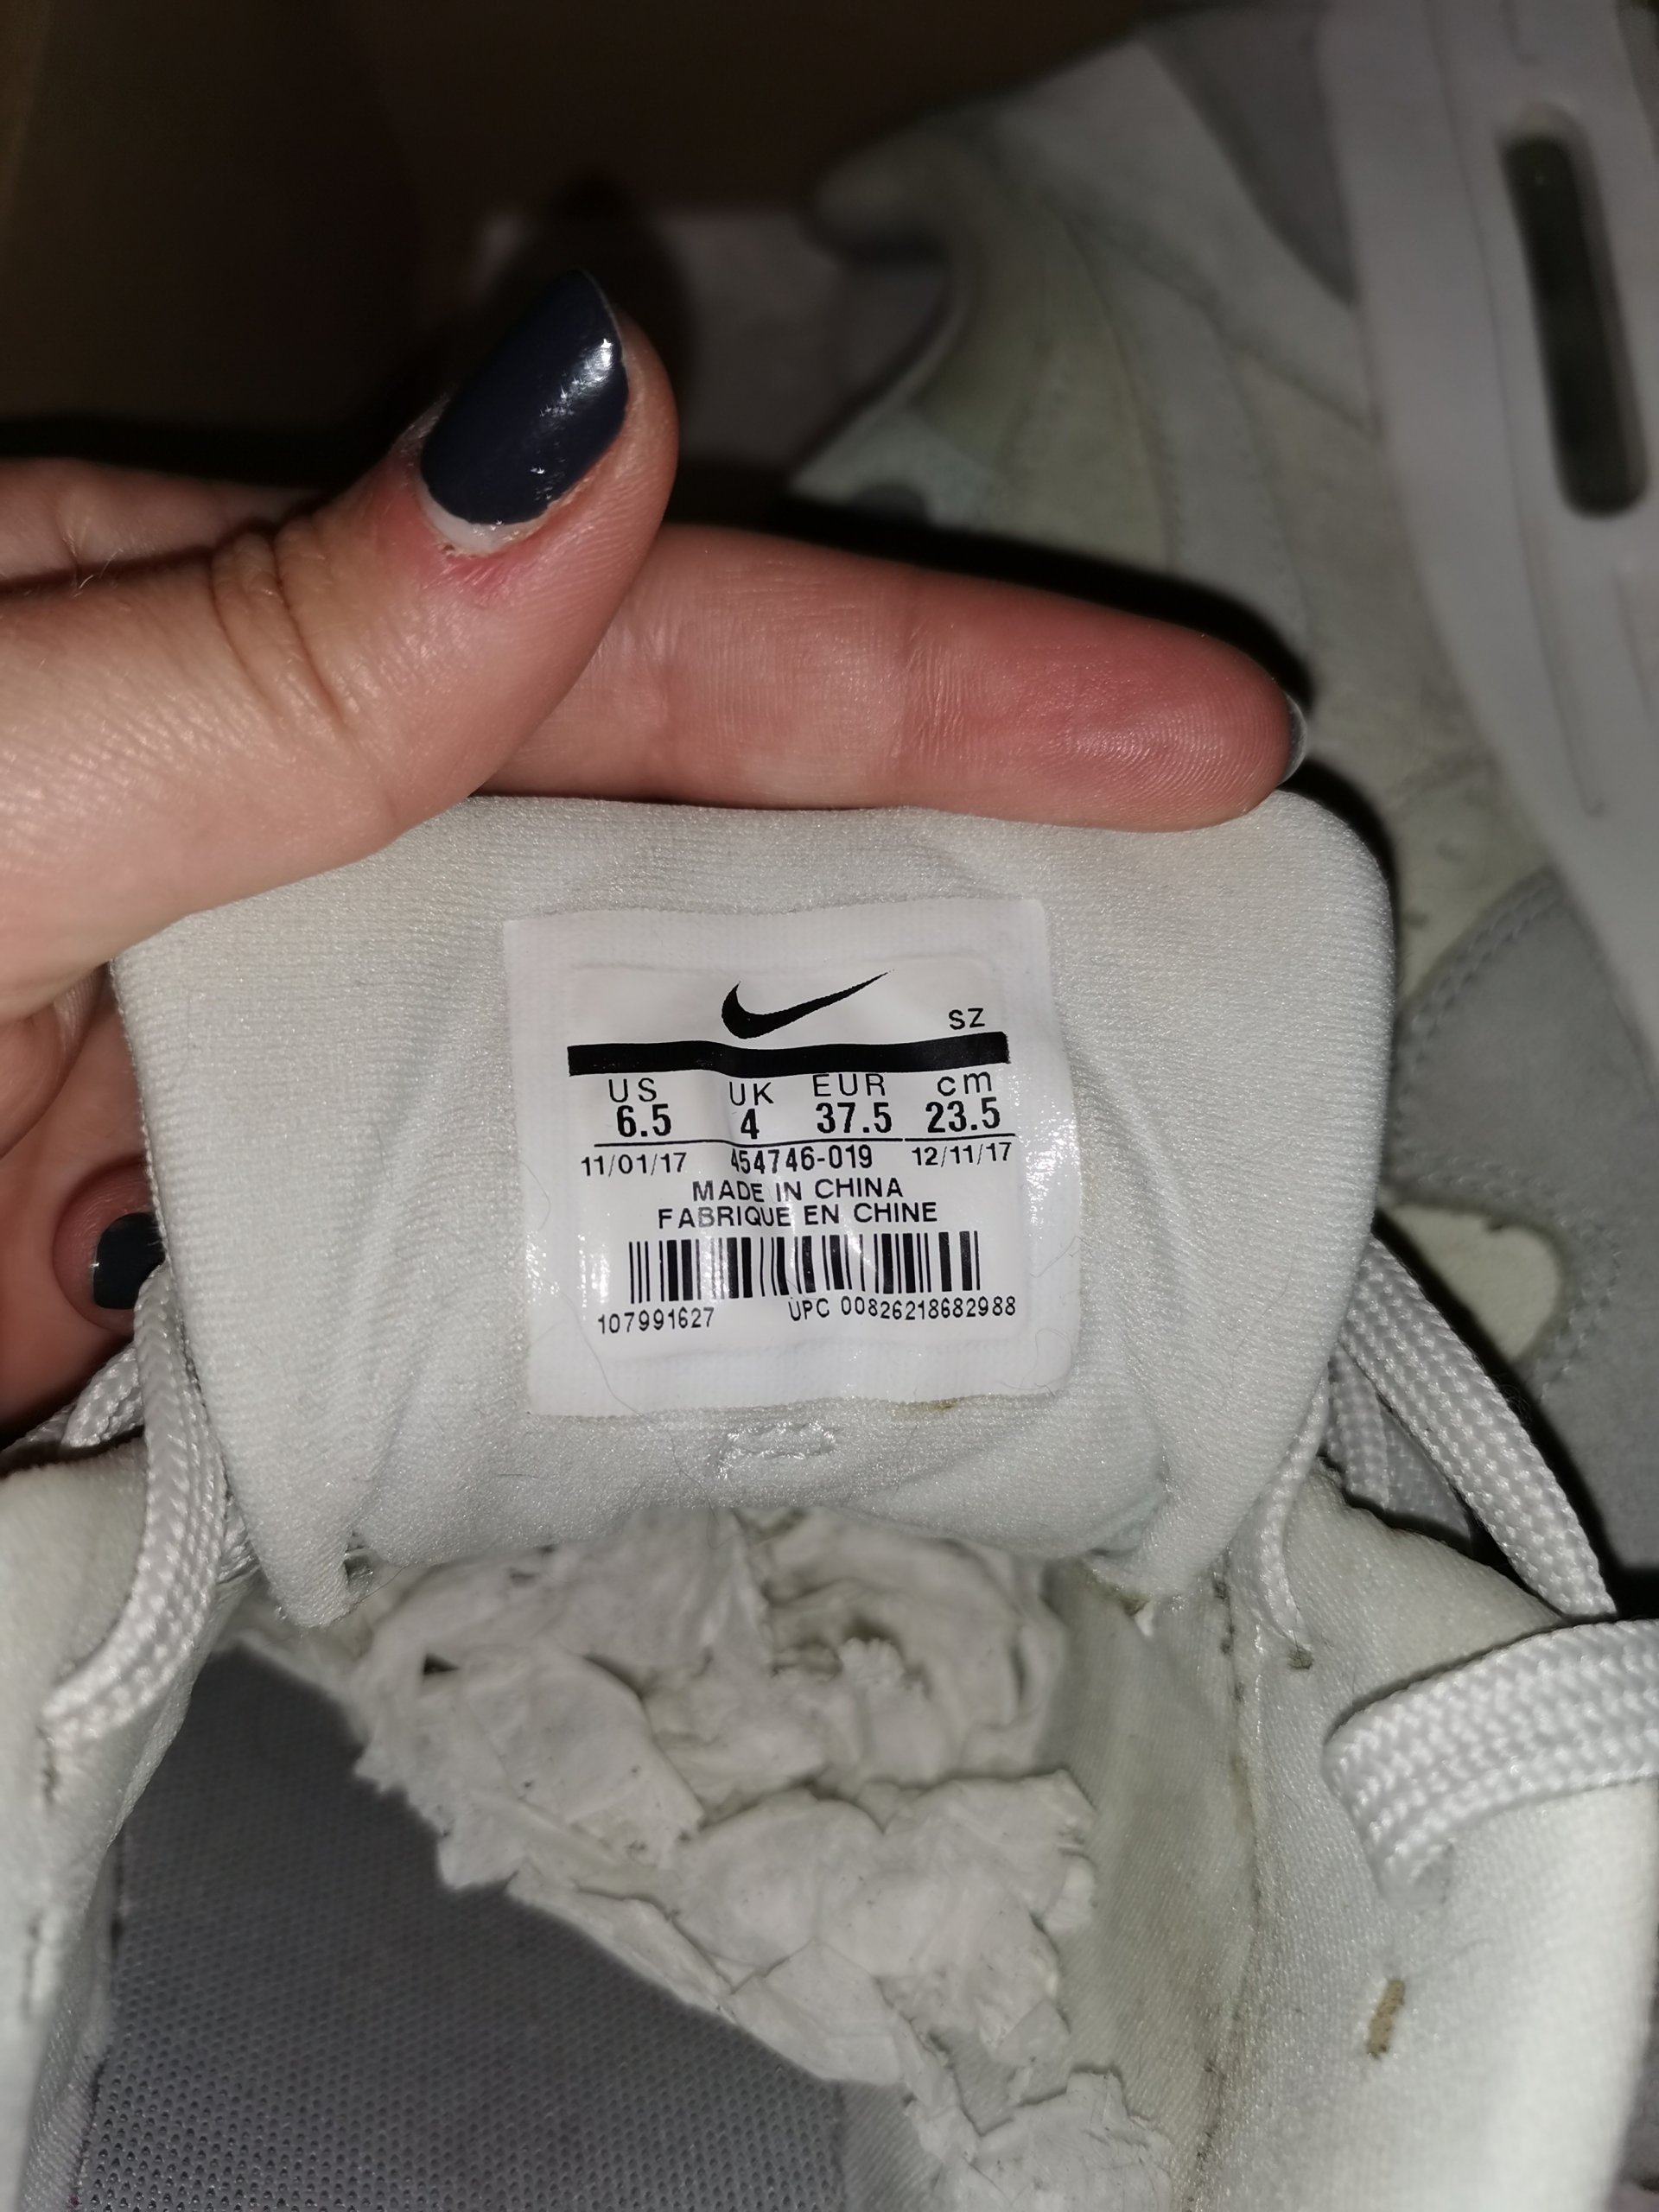 SZ
US UK EUR cm
6.5 4 37.5 23.5
11/01/17 454746-019 12/11/17
MADE IN CHINA
FABRIQUE EN CHINE
107991627 UPC 00826218682988